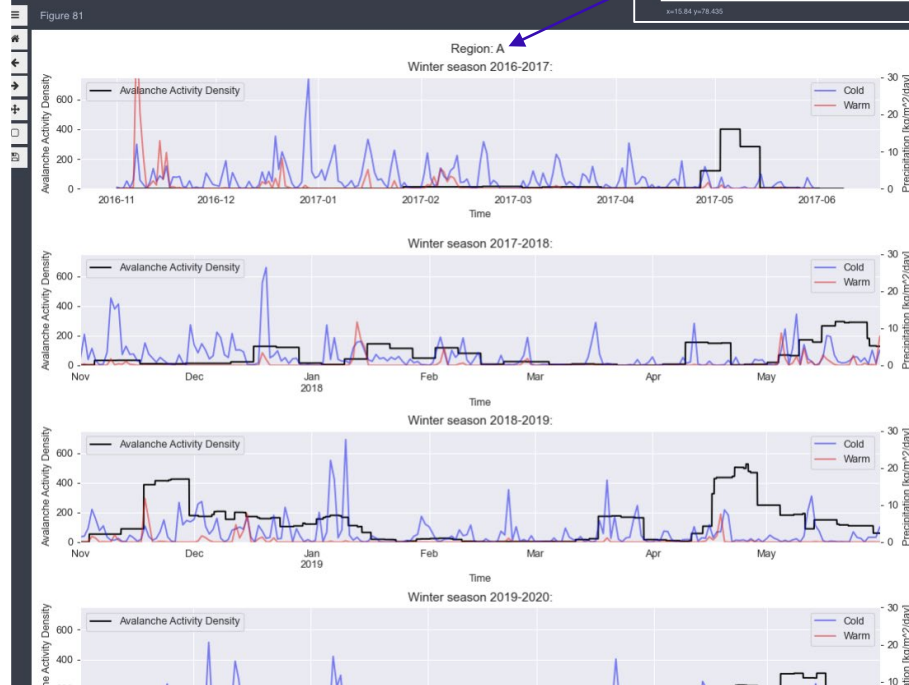 x=15.84 y=78.435
Figure 81
Region: A
Winter season 2016-2017:
Avalanche Activity Density
Cold
Warm
Avalanche Activity Density
600
400
200
0
30
20
10
0
Precipitation [kg/m^2/day]
2016-11 2016-12 2017-01 2017-02 2017-03 2017-04 2017-05 2017-06
Time
Winter season 2017-2018:
Avalanche Activity Density
Cold
Warm
Avalanche Activity Density
600
400
200
0
30
20
10
0
Precipitation [kg/m^2/day]
Nov Dec Jan Feb Mar Apr May
2018
Time
Winter season 2018-2019:
Avalanche Activity Density
Cold
Warm
Avalanche Activity Density
600
400
200
0
30
20
10
0
Precipitation [kg/m^2/day]
Nov Dec Jan Feb Mar Apr May
2019
Time
Winter season 2019-2020:
Avalanche Activity Density
Cold
Warm
Activity Density
600
400
30
20
10